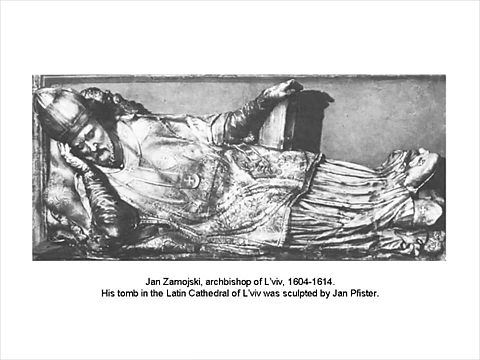 Jan Zamojski, archbishop of L'viv, 1604-1614.
His tomb in the Latin Cathedral of L'viv was sculpted by Jan Pfister.